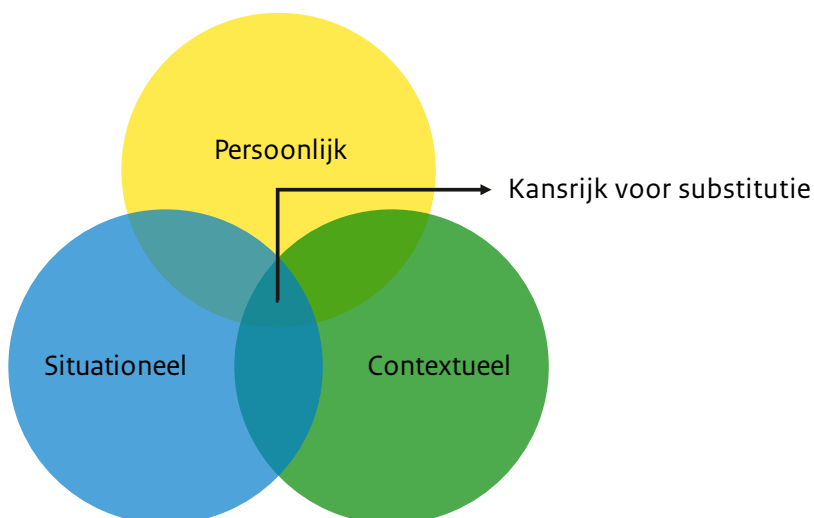 Persoonlijk
Kansrijk voor substitutie
Situationeel
Contextueel